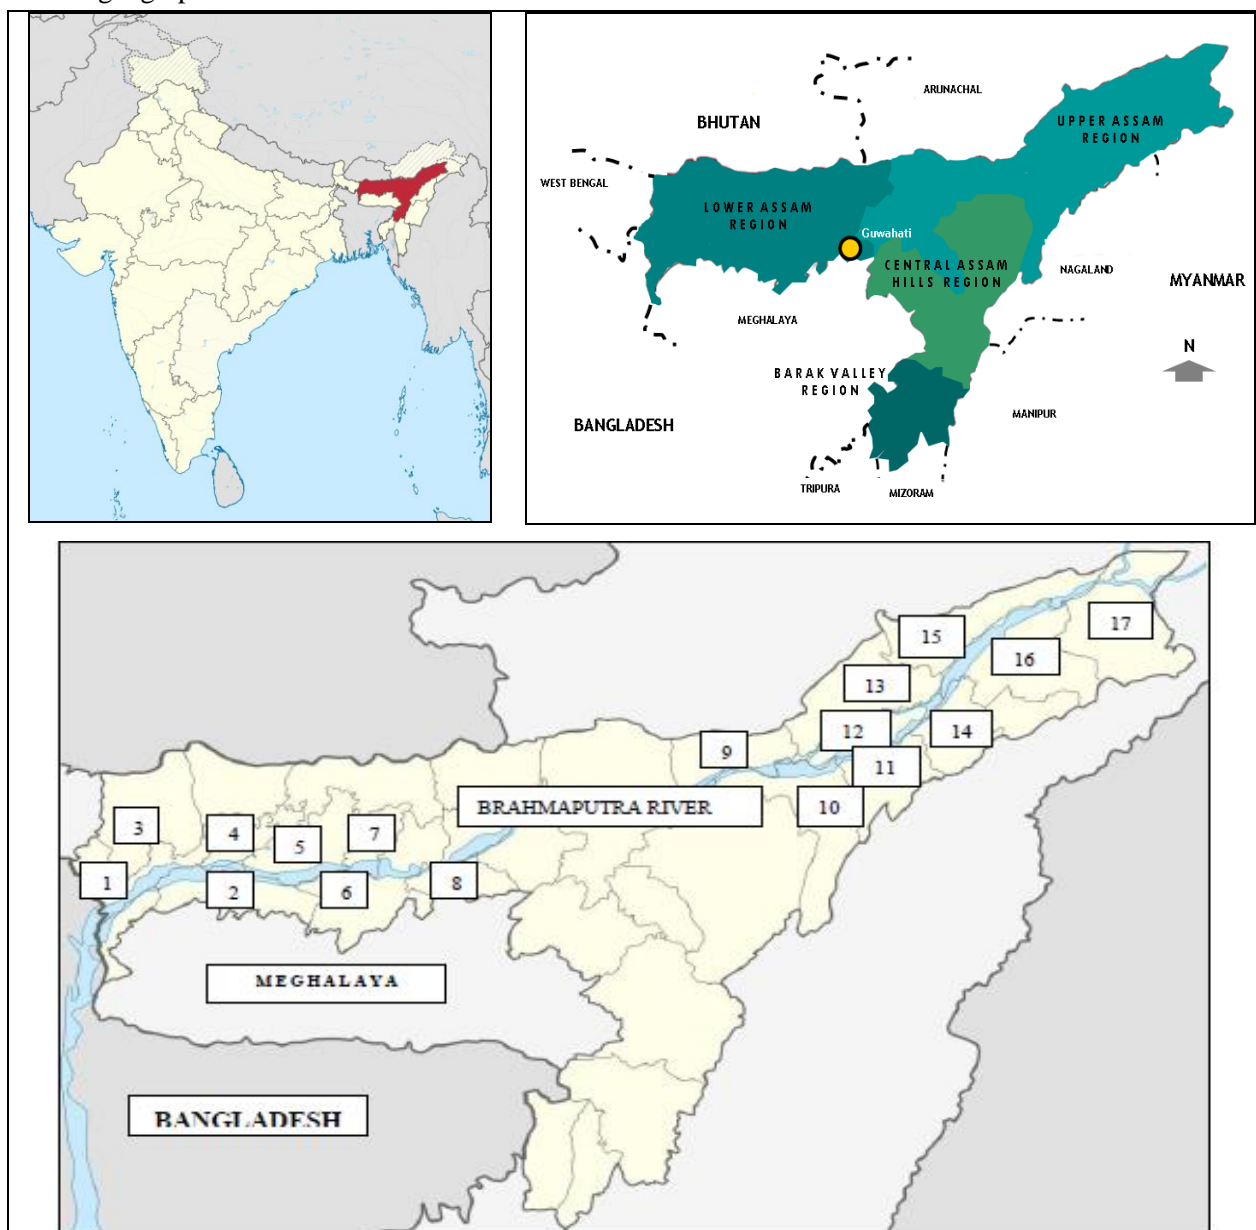 BHUTAN
ARUNACHAL
UPPER ASSAM
REGION
WEST BENGAL
LOWER ASSAM
REGION
Guwahati
CENTRAL ASSAM
HILLS REGION
NAGALAND
MYANMAR
MEGHALAYA
N
BARAK VALLEY
REGION
MANIPUR
BANGLADESH
TRIPURA
MIZORAM
17
15
16
13
12
14
9
11
BRAHMAPUTRA RIVER
10
3
4
5
7
1
2
6
8
MEGHALAYA
BANGLADESH